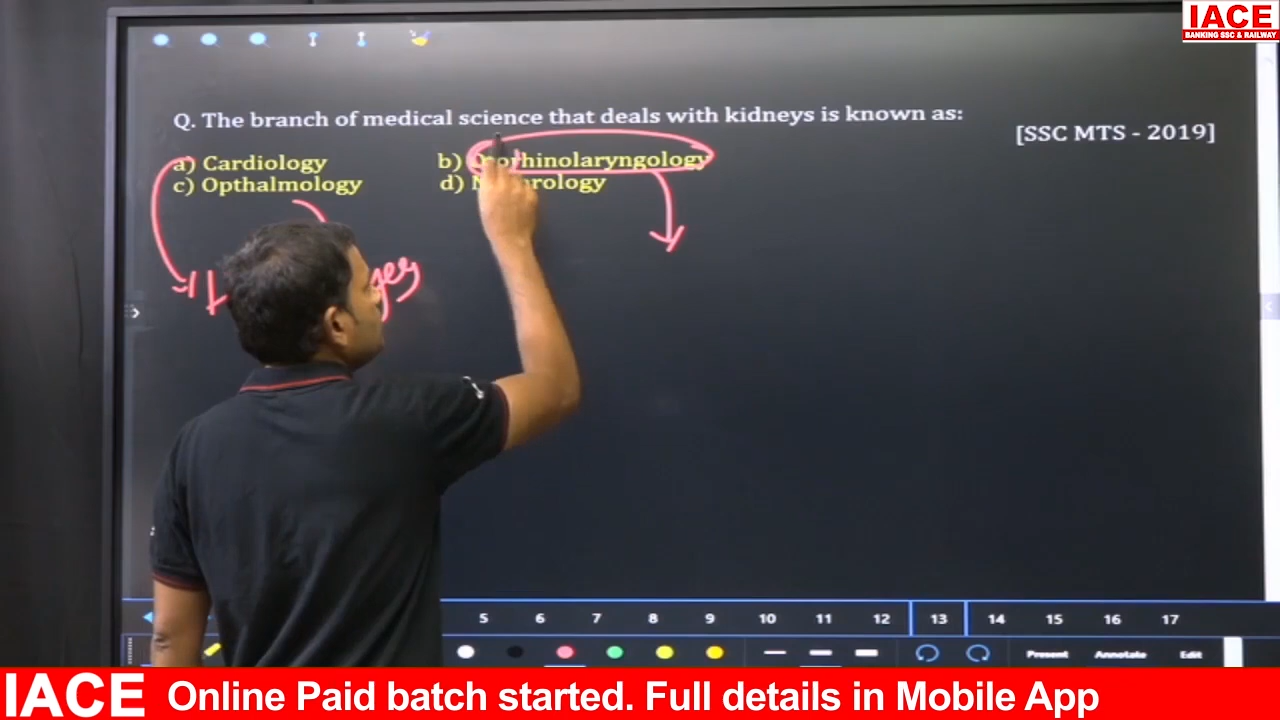 IACE
BANKING SSC & RAILWAY
Q. The branch of medical science that deals with kidneys is known as:
[SSC MTS - 2019]
a) Cardiology b)
c) Opthalmology d)
5 6 7 8 9 10 11 12 13 14 15 16 17
Present Annotate Edit
IACE Online Paid batch started. Full details in Mobile App